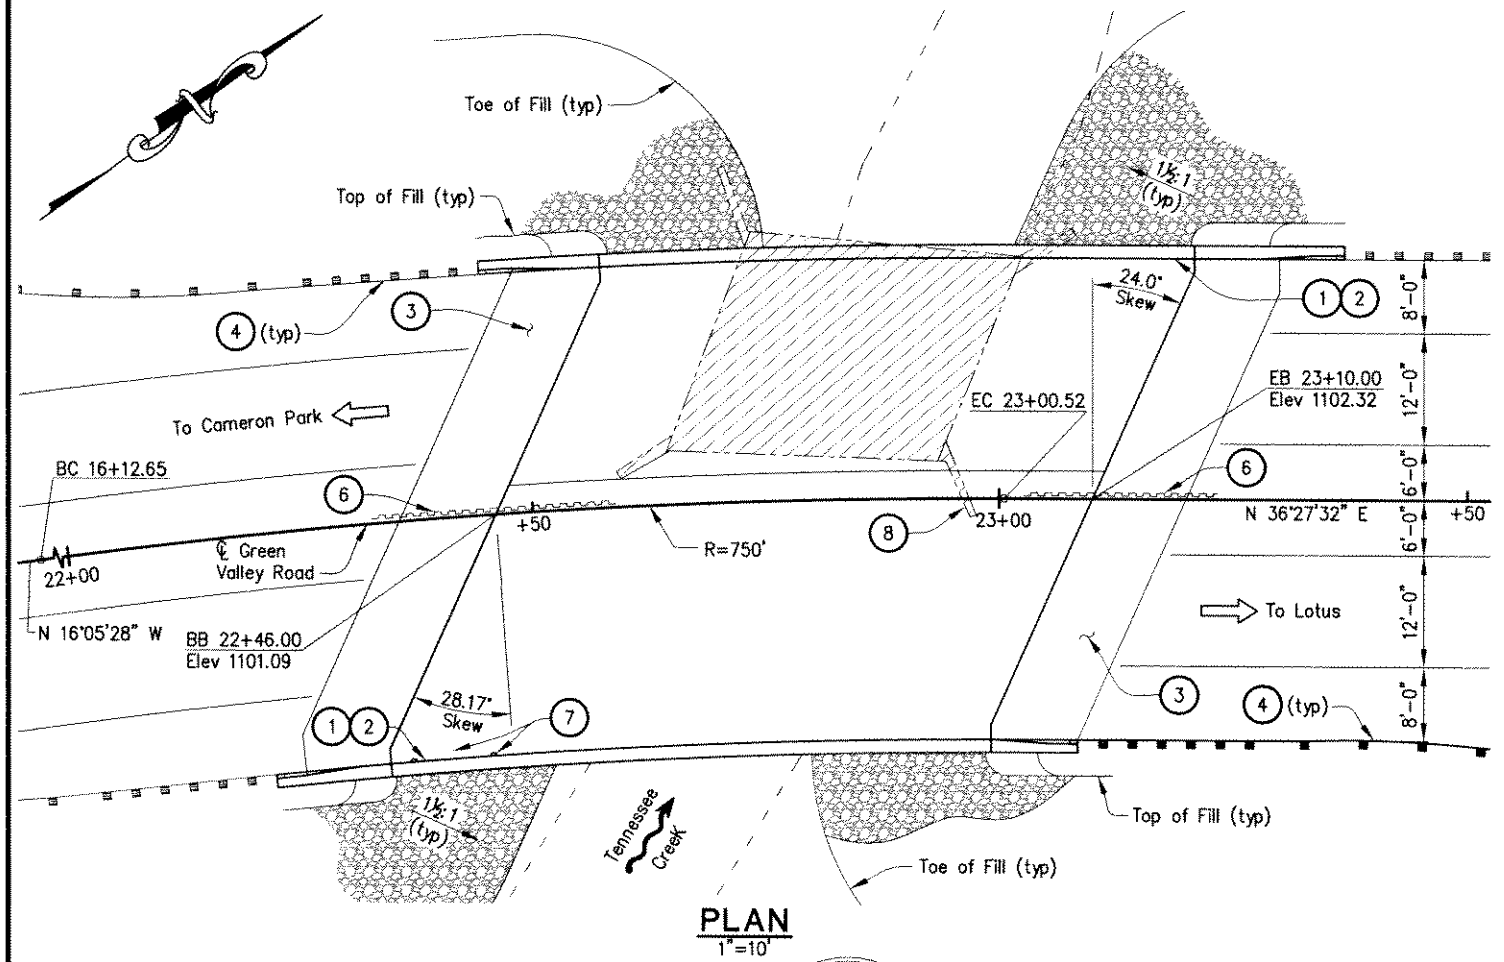 N
Toe of Fill (typ)
Top of Fill (typ)
1½:1
(typ)
24.0°
Skew
1 2
3
4 (typ)
8'-0"
12'-0"
6'-0"
6'-0"
12'-0"
8'-0"
To Cameron Park
EC 23+00.52
EB 23+10.00
Elev 1102.32
BC 16+12.65
6
6
+50
8
23+00
N 36°27'32" E
+50
R=750'
22+00
℄ Green
Valley Road
N 16°05'28" W
BB 22+46.00
Elev 1101.09
To Lotus
28.17°
Skew
1 2
7
3
4 (typ)
1½:1
(typ)
Tennessee
Creek
Top of Fill (typ)
Toe of Fill (typ)
PLAN
1"=10'